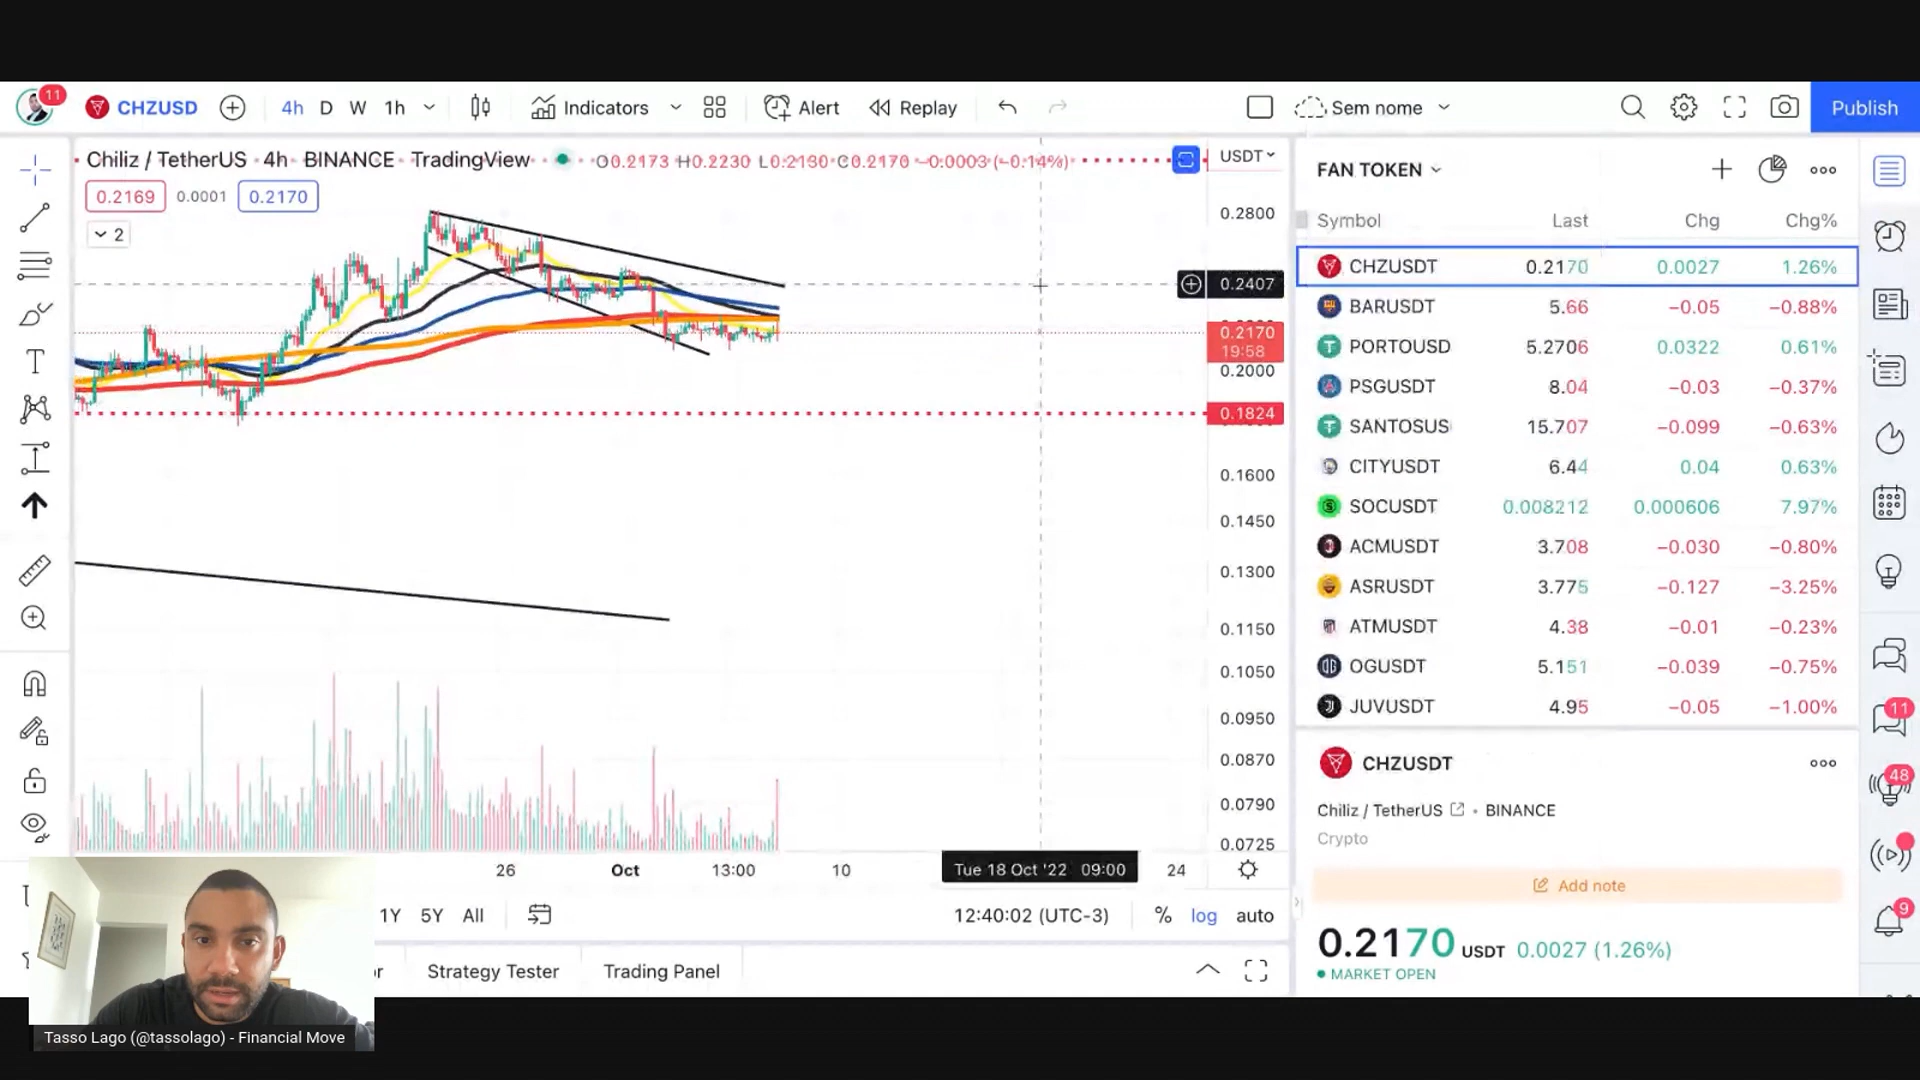 11
CHZUSD
4h D W 1h
Indicators
Alert
Replay
Sem nome
Publish
Chiliz / TetherUS · 4h · BINANCE · TradingView
O0.2173 H0.2230 L0.2130 C0.2170 −0.0003 (−0.14%)
USDT
0.2169 0.0001 0.2170
2
0.2800
0.2407
0.2170
19:58
0.2000
0.1824
0.1600
0.1450
0.1300
0.1150
0.1050
0.0950
0.0870
0.0790
0.0725
26 Oct 13:00 10 Tue 18 Oct '22 09:00 24
1Y 5Y All
12:40:02 (UTC-3) % log auto
Strategy Tester Trading Panel
FAN TOKEN
Symbol Last Chg Chg%
CHZUSDT 0.2170 0.0027 1.26%
BARUSDT 5.66 −0.05 −0.88%
PORTOUSD 5.2706 0.0322 0.61%
PSGUSDT 8.04 −0.03 −0.37%
SANTOSUS 15.707 −0.099 −0.63%
CITYUSDT 6.44 0.04 0.63%
SOCUSDT 0.008212 0.000606 7.97%
ACMUSDT 3.708 −0.030 −0.80%
ASRUSDT 3.775 −0.127 −3.25%
ATMUSDT 4.38 −0.01 −0.23%
OGUSDT 5.151 −0.039 −0.75%
JUVUSDT 4.95 −0.05 −1.00%
CHZUSDT
Chiliz / TetherUS • BINANCE
Crypto
Add note
0.2170 USDT 0.0027 (1.26%)
MARKET OPEN
11
48
9
Tasso Lago (@tassolago) - Financial Move